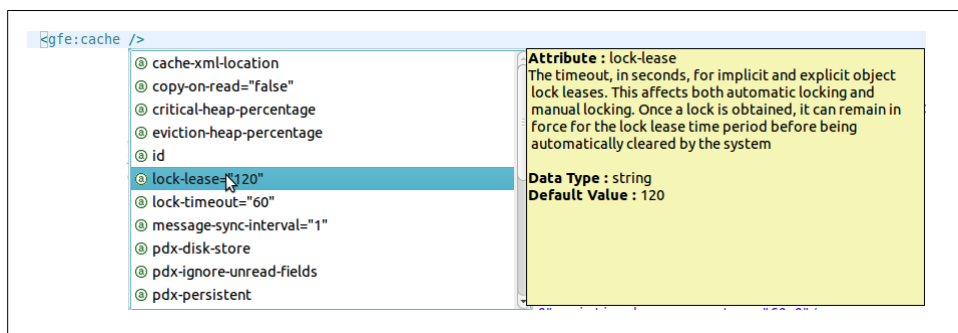 <gfe:cache />
@ cache-xml-location
@ copy-on-read="false"
@ critical-heap-percentage
@ eviction-heap-percentage
@ id
@ lock-lease="120"
@ lock-timeout="60"
@ message-sync-interval="1"
@ pdx-disk-store
@ pdx-ignore-unread-fields
@ pdx-persistent
Attribute : lock-lease
The timeout, in seconds, for implicit and explicit object
lock leases. This affects both automatic locking and
manual locking. Once a lock is obtained, it can remain in
force for the lock lease time period before being
automatically cleared by the system
Data Type : string
Default Value : 120